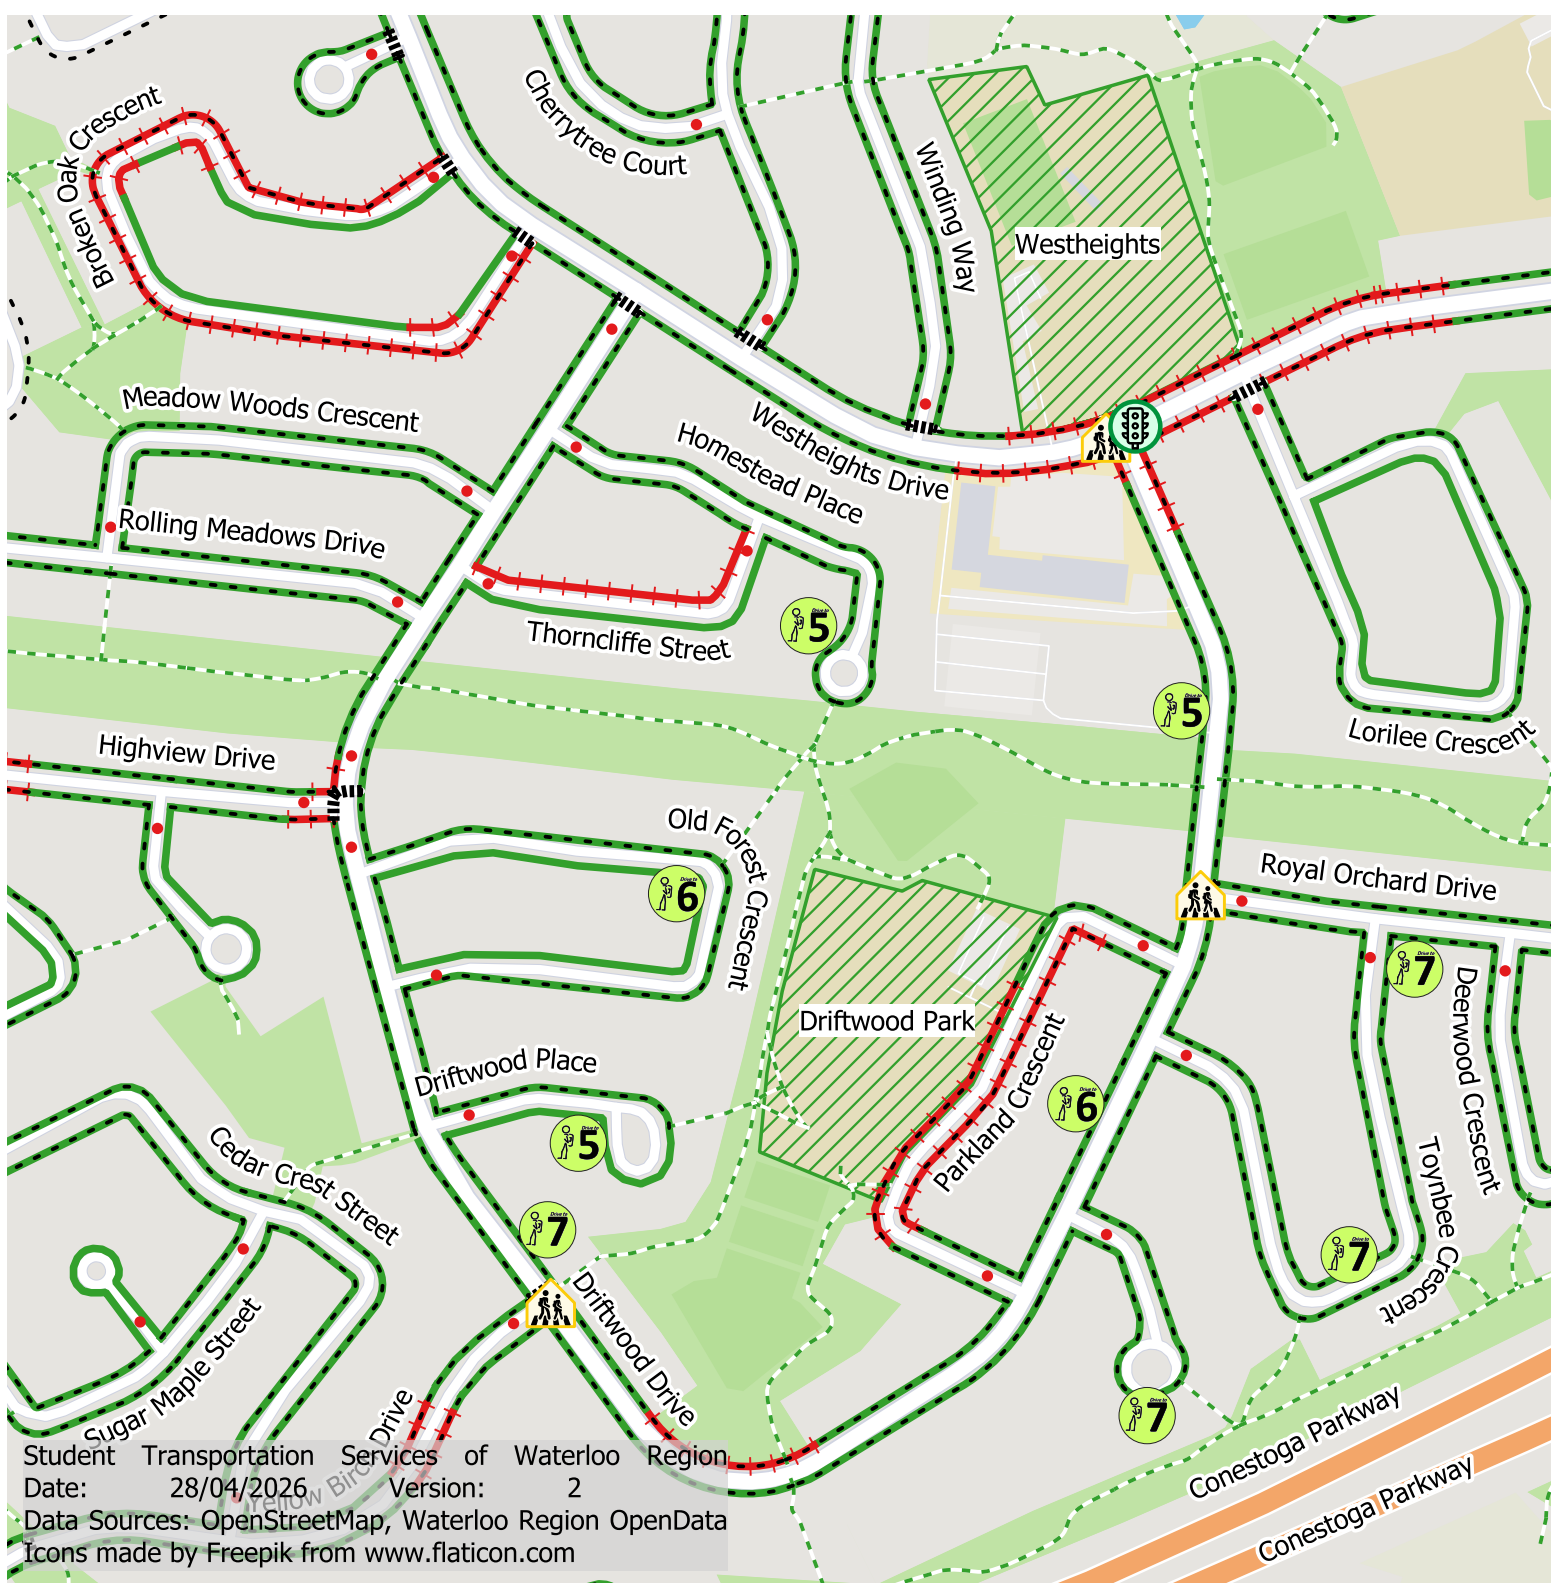 Broken Oak Crescent
Cherrytree Court
Winding Way
Westheights
Meadow Woods Crescent
Westheights Drive
Homestead Place
Rolling Meadows Drive
Thorncliffe Street
5
5
Lorilee Crescent
Highview Drive
Old Forest Crescent
6
Royal Orchard Drive
7
Deerwood Crescent
Driftwood Park
Parkland Crescent
6
Driftwood Place
5
Cedar Crest Street
7
Toynbee Crescent
7
Driftwood Drive
Sugar Maple Street
Yellow Birch Drive
7
Conestoga Parkway
Conestoga Parkway
Student Transportation Services of Waterloo Region
Date: 28/04/2026 Version: 2
Data Sources: OpenStreetMap, Waterloo Region OpenData
Icons made by Freepik from www.flaticon.com